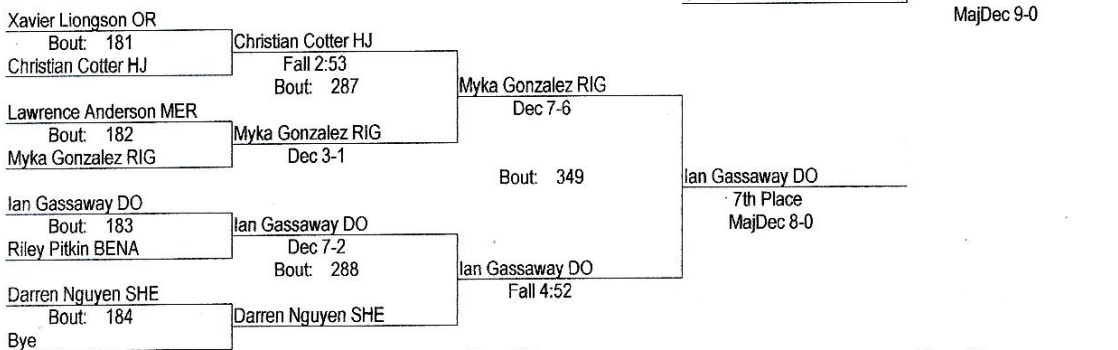 MajDec 9-0
Xavier Liongson OR
Bout: 181
Christian Cotter HJ
Christian Cotter HJ
Fall 2:53
Bout: 287
Myka Gonzalez RIG
Dec 7-6
Lawrence Anderson MER
Bout: 182
Myka Gonzalez RIG
Myka Gonzalez RIG
Dec 3-1
Bout: 349
Ian Gassaway DO
7th Place
MajDec 8-0
Ian Gassaway DO
Bout: 183
Riley Pitkin BENA
Ian Gassaway DO
Dec 7-2
Bout: 288
Ian Gassaway DO
Fall 4:52
Darren Nguyen SHE
Bout: 184
Bye
Darren Nguyen SHE